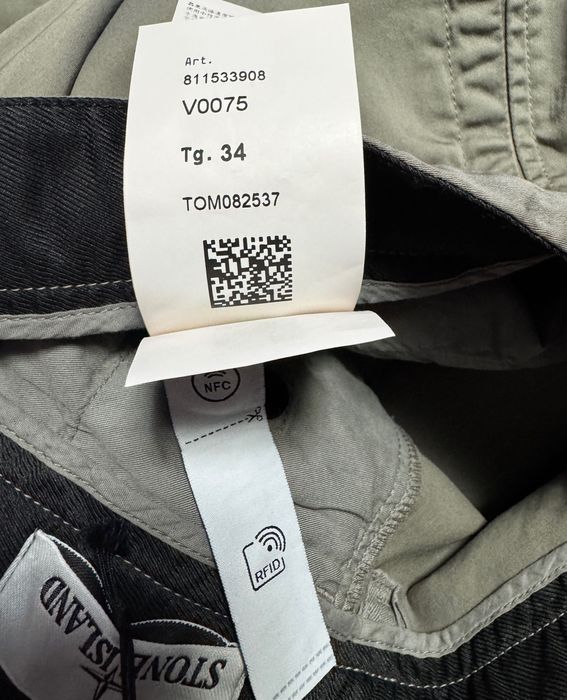 Art.
811533908
V0075
Tg. 34
TOM082537
NFC
RFID
STONE ISLAND